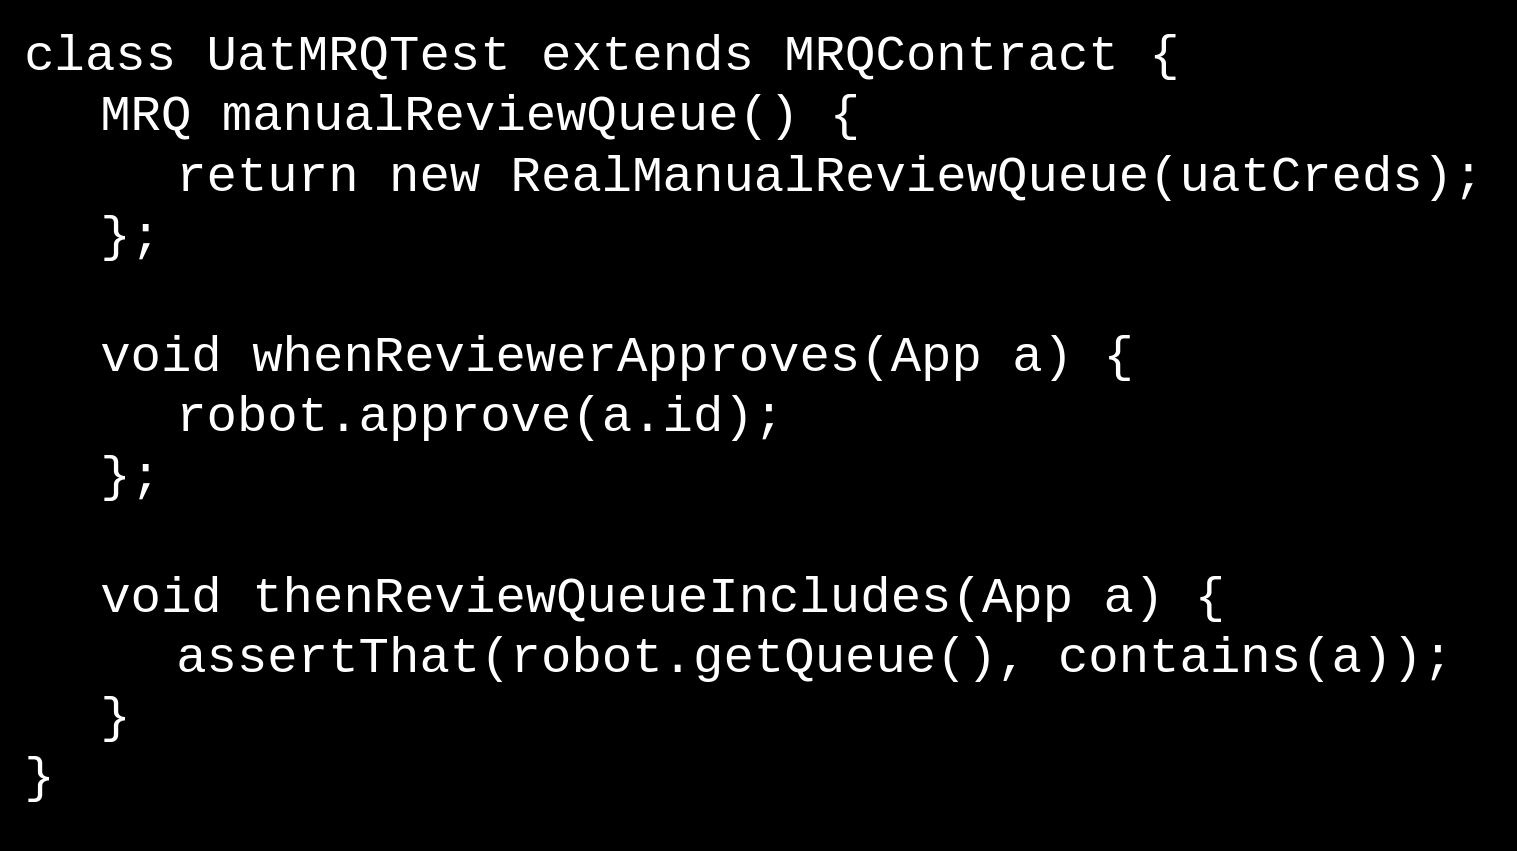 class UatMRQTest extends MRQContract {
MRQ manualReviewQueue() {
return new RealManualReviewQueue(uatCreds);
};
void whenReviewerApproves(App a) {
robot.approve(a.id);
};
void thenReviewQueueIncludes(App a) {
assertThat(robot.getQueue(), contains(a));
}
}